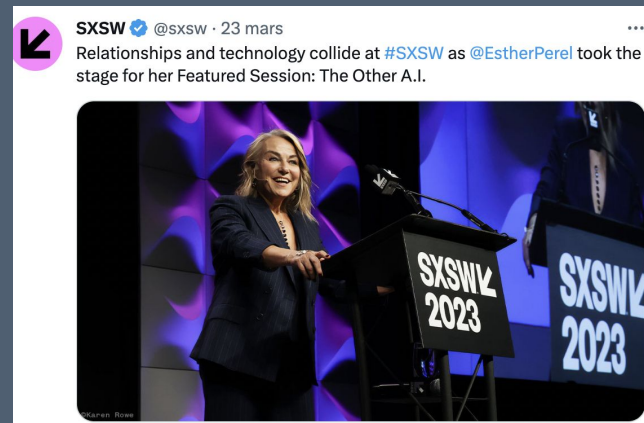 SXSW @sxsw · 23 mars
Relationships and technology collide at #SXSW as @EstherPerel took the
stage for her Featured Session: The Other A.I.
SXSW
2023
SXSW
2023
©Karen Rowe